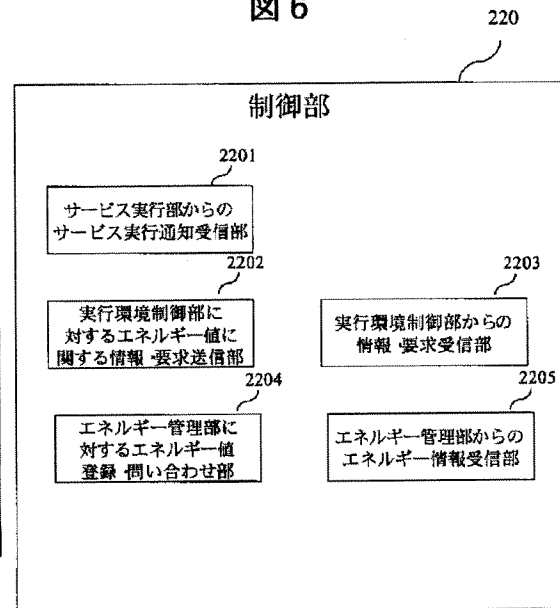 図6
220
制御部
2201
サービス実行部からの
サービス実行通知受信部
2202
実行環境制御部に
対するエネルギー値に
関する情報・要求送信部
2203
実行環境制御部からの
情報・要求受信部
2204
エネルギー管理部に
対するエネルギー値
登録・問い合わせ部
2205
エネルギー管理部からの
エネルギー情報受信部